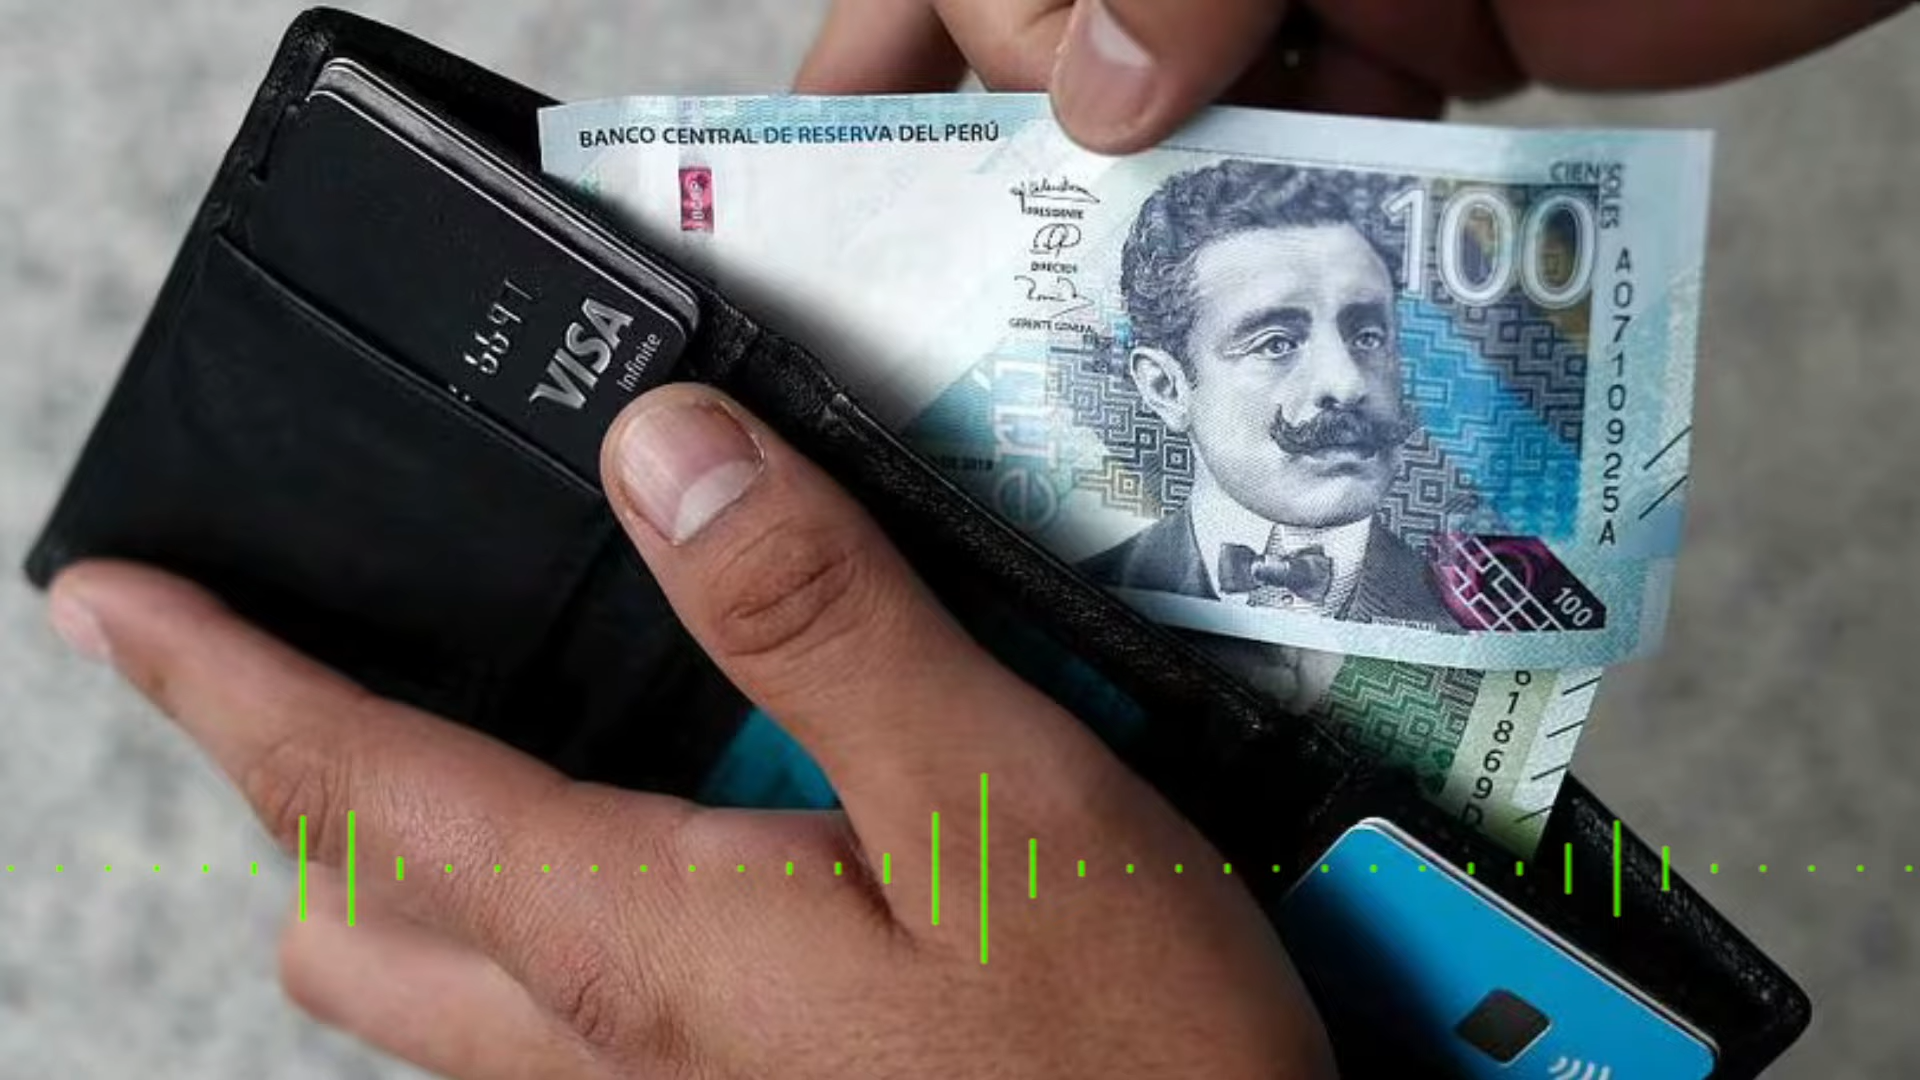 BANCO CENTRAL DE RESERVA DEL PERÚ
PRESIDENTE
DIRECTOR
GERENTE GENERAL
CIEN
SOLES
100
A0710925A
100
VISA
Infinite